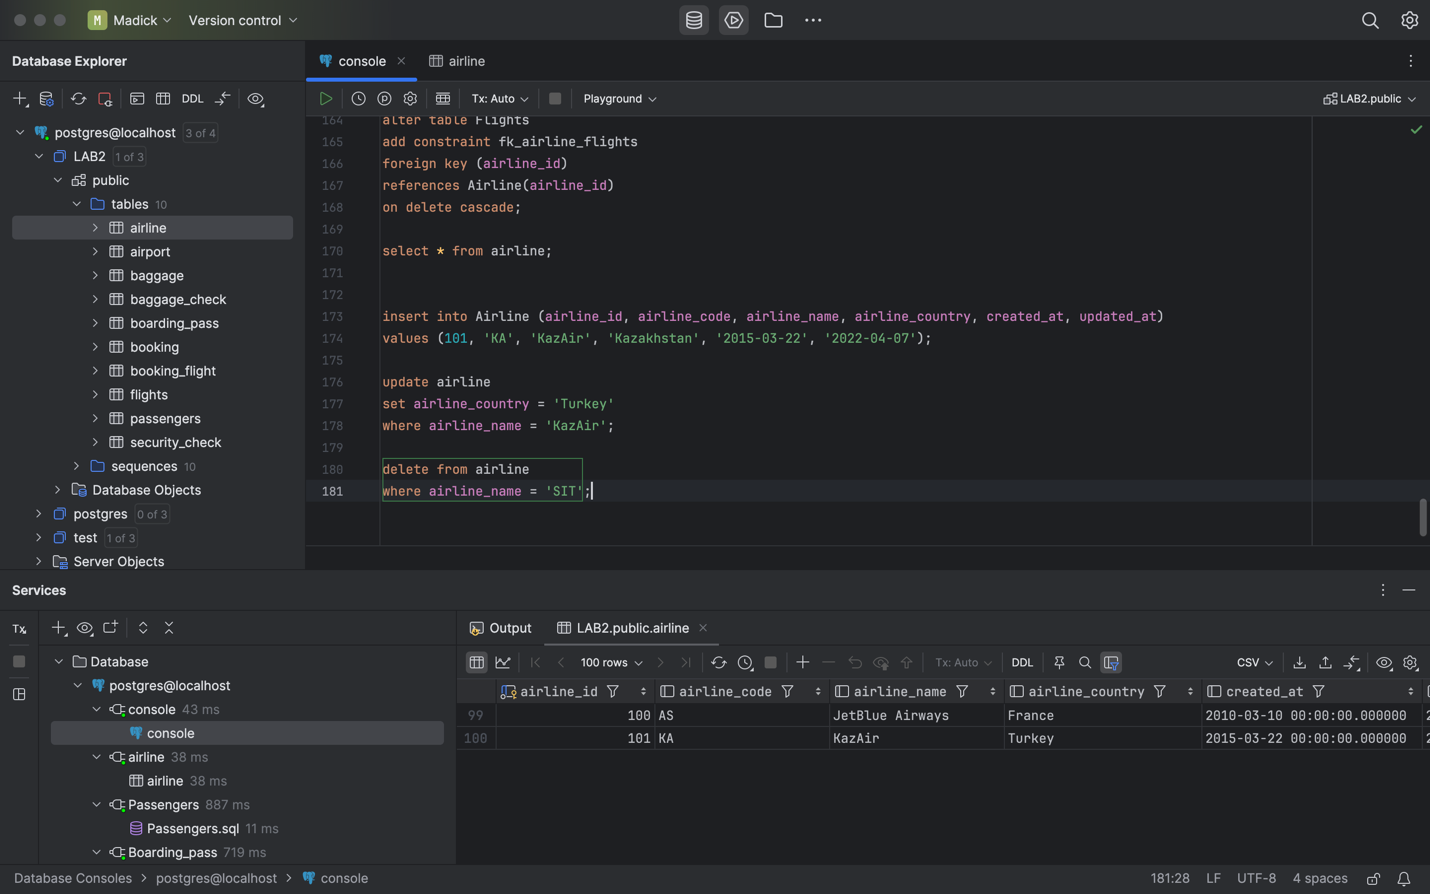 M Madick Version control
Database Explorer
console
airline
DDL
Tx: Auto
Playground
LAB2.public
postgres@localhost 3 of 4
LAB2 1 of 3
public
tables 10
airline
airport
baggage
baggage_check
boarding_pass
booking
booking_flight
flights
passengers
security_check
sequences 10
Database Objects
postgres 0 of 3
test 1 of 3
Server Objects
164 alter table Flights
165 add constraint fk_airline_flights
166 foreign key (airline_id)
167 references Airline(airline_id)
168 on delete cascade;
169
170 select * from airline;
171
172
173 insert into Airline (airline_id, airline_code, airline_name, airline_country, created_at, updated_at)
174 values (101, 'KA', 'KazAir', 'Kazakhstan', '2015-03-22', '2022-04-07');
175
176 update airline
177 set airline_country = 'Turkey'
178 where airline_name = 'KazAir';
179
180 delete from airline
181 where airline_name = 'SIT';
Services
Tx
Database
postgres@localhost
console 43 ms
console
airline 38 ms
airline 38 ms
Passengers 887 ms
Passengers.sql 11 ms
Boarding_pass 719 ms
Output
LAB2.public.airline
100 rows
Tx: Auto
DDL
CSV
airline_id airline_code airline_name airline_country created_at
99 100 AS JetBlue Airways France 2010-03-10 00:00:00.000000
100 101 KA KazAir Turkey 2015-03-22 00:00:00.000000
Database Consoles > postgres@localhost > console
181:28 LF UTF-8 4 spaces